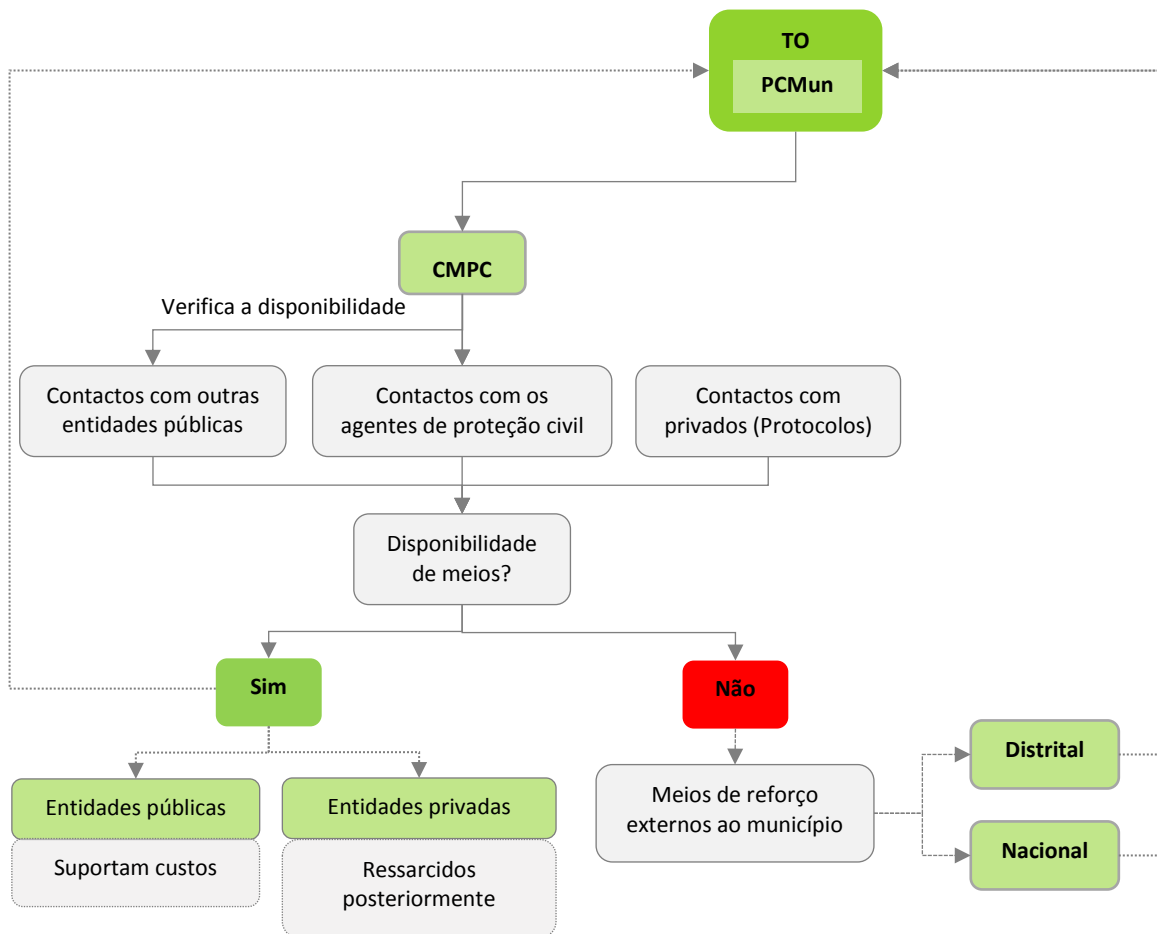 TO
PCMun
CMPC
Verifica a disponibilidade
Contactos com outras
entidades públicas
Contactos com os
agentes de proteção civil
Contactos com
privados (Protocolos)
Disponibilidade
de meios?
Sim
Não
Entidades públicas
Suportam custos
Entidades privadas
Ressarcidos
posteriormente
Meios de reforço
externos ao município
Distrital
Nacional